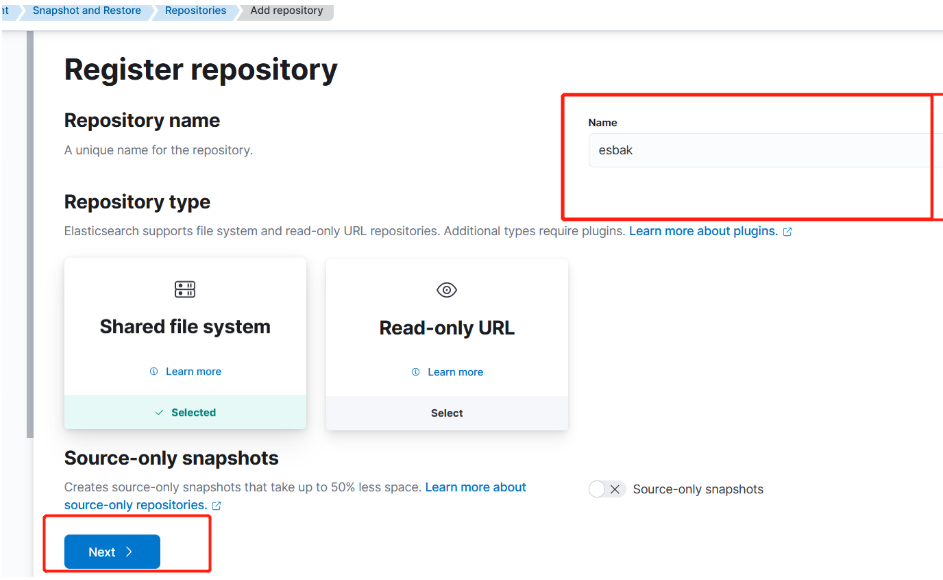 nt Snapshot and Restore Repositories Add repository
Register repository
Repository name
A unique name for the repository.
Name
esbak
Repository type
Elasticsearch supports file system and read-only URL repositories. Additional types require plugins. Learn more about plugins.
Shared file system
Learn more
Selected
Read-only URL
Learn more
Select
Source-only snapshots
Creates source-only snapshots that take up to 50% less space. Learn more about
source-only repositories.
Source-only snapshots
Next